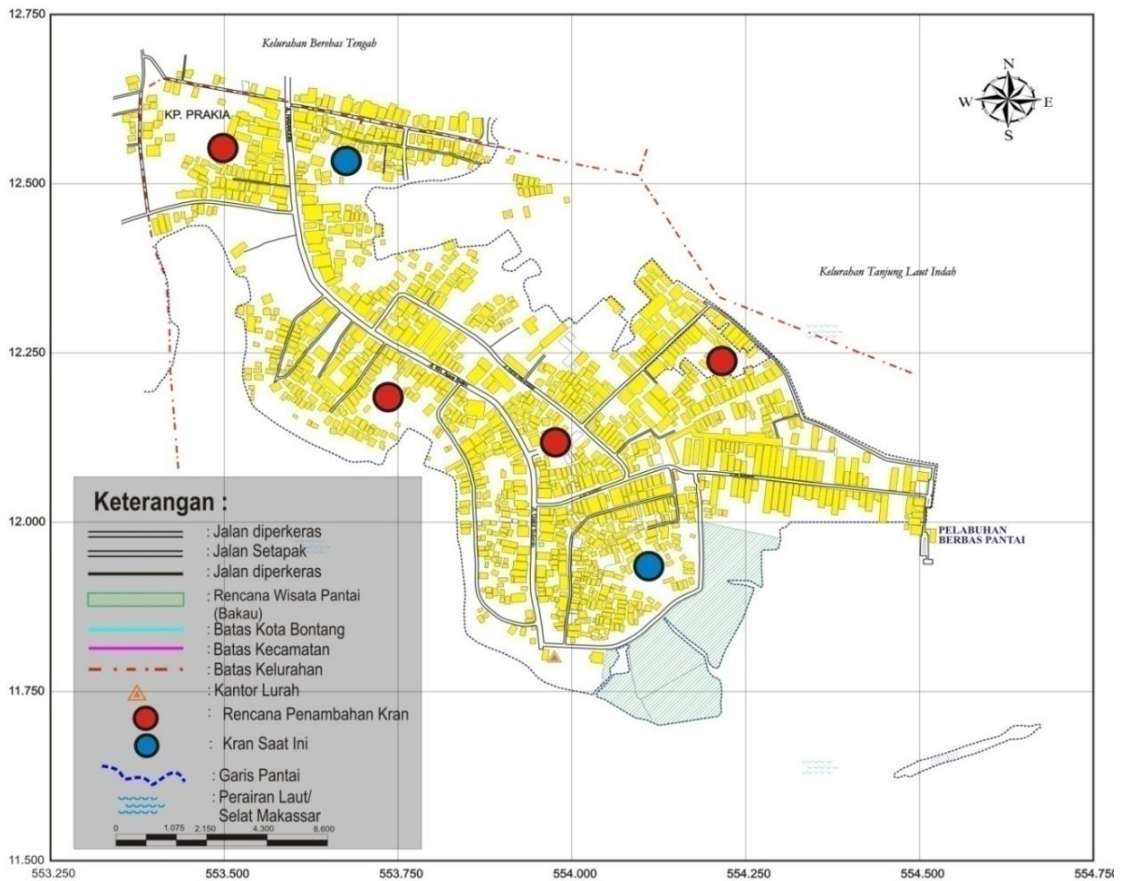 12.750
Kelurahan Berebas Tengah
N
W E
S
KP. PRAKIA
12.500
Kelurahan Tanjung Laut Indah
12.250
12.000
PELABUHAN
BERBAS PANTAI
11.750
11.500
Keterangan :
: Jalan diperkeras
: Jalan Setapak
: Jalan diperkeras
: Rencana Wisata Pantai
(Bakau)
: Batas Kota Bontang
: Batas Kecamatan
: Batas Kelurahan
: Kantor Lurah
: Rencana Penambahan Kran
: Kran Saat Ini
: Garis Pantai
: Perairan Laut/
Selat Makassar
0 1.075 2.150 4.300 8.600
553.250 553.500 553.750 554.000 554.250 554.500 554.750